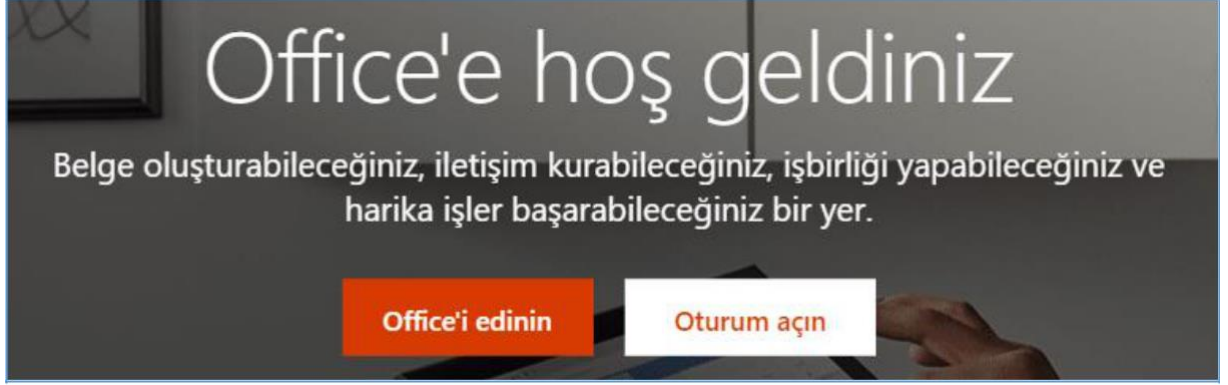 Office'e hoş geldiniz
Belge oluşturabileceğiniz, iletişim kurabileceğiniz, işbirliği yapabileceğiniz ve
harika işler başarabileceğiniz bir yer.
Office'i edinin
Oturum açın